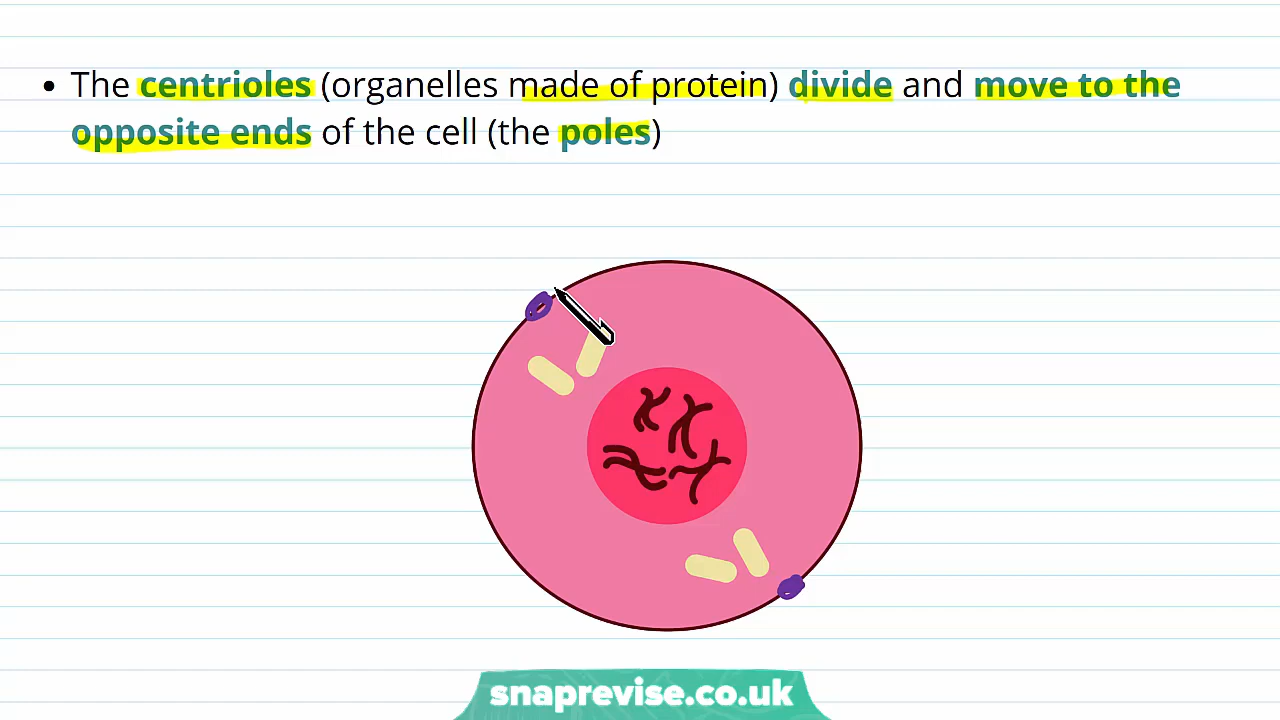 • The centrioles (organelles made of protein) divide and move to the
opposite ends of the cell (the poles)
snaprevise.co.uk